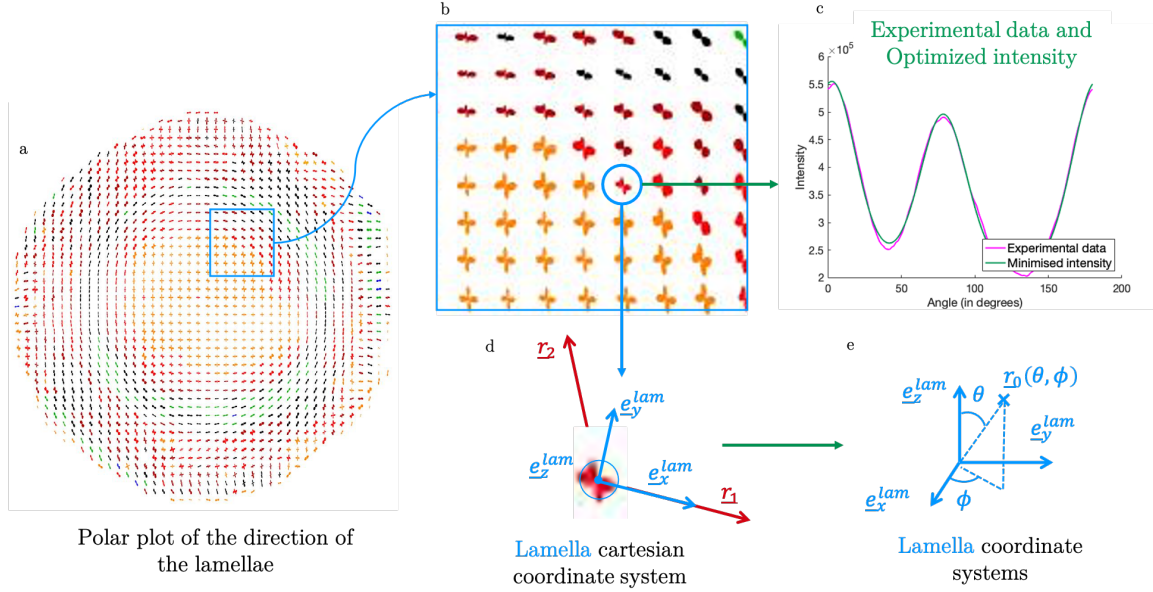 a
Polar plot of the direction of
the lamellae
b
c
Experimental data and
Optimized intensity
×10⁵
6
5.5
5
4.5
4
3.5
3
2.5
2
Intensity
0
50
100
150
200
Angle (in degrees)
Experimental data
Minimised intensity
d
r₂
e_y^lam
e_z^lam
e_x^lam
r₁
Lamella cartesian
coordinate system
e
e_z^lam
θ
r₀(θ, ϕ)
e_y^lam
e_x^lam
ϕ
Lamella coordinate
systems